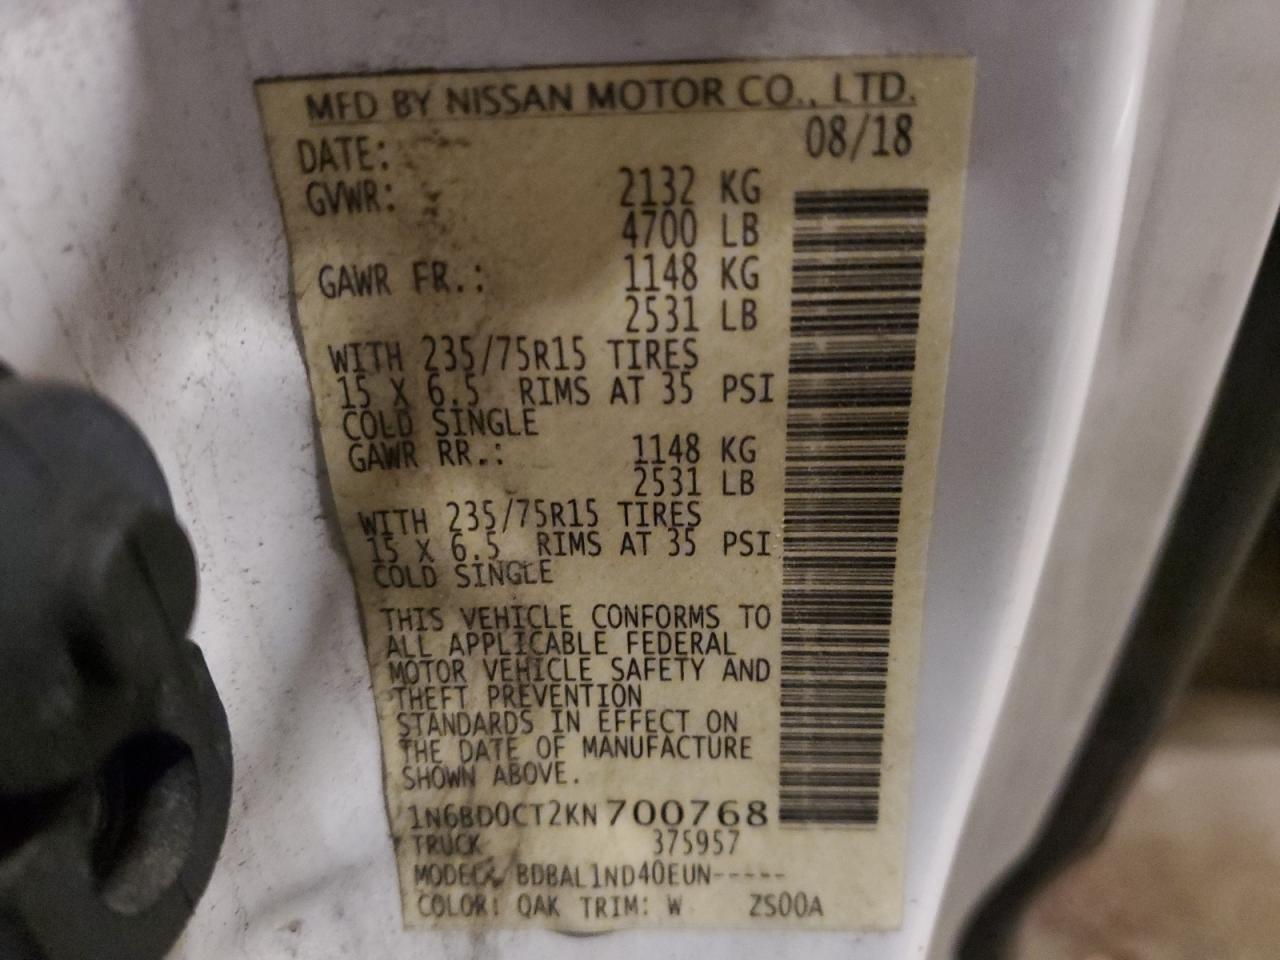 MFD BY NISSAN MOTOR CO., LTD.
DATE: 08/18
GVWR: 2132 KG
4700 LB
GAWR FR.: 1148 KG
2531 LB
WITH 235/75R15 TIRES
15 X 6.5 RIMS AT 35 PSI
COLD SINGLE
GAWR RR.: 1148 KG
2531 LB
WITH 235/75R15 TIRES
15 X 6.5 RIMS AT 35 PSI
COLD SINGLE
THIS VEHICLE CONFORMS TO
ALL APPLICABLE FEDERAL
MOTOR VEHICLE SAFETY AND
THEFT PREVENTION
STANDARDS IN EFFECT ON
THE DATE OF MANUFACTURE
SHOWN ABOVE.
1N6BD0CT2KN700768
TRUCK 375957
MODEL: BDBAL1ND40EUN-----
COLOR: QAK TRIM: W ZS00A